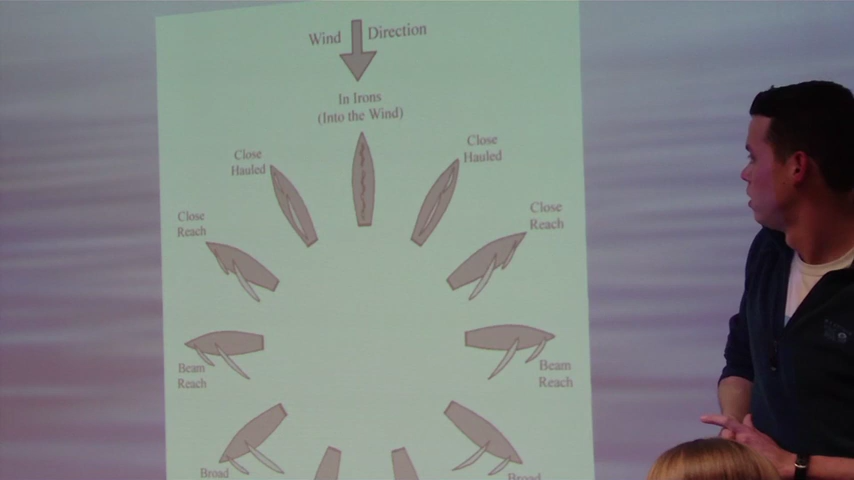 Wind Direction
In Irons
(Into the Wind)
Close
Hauled
Close
Hauled
Close
Reach
Close
Reach
Beam
Reach
Beam
Reach
Broad
Broad